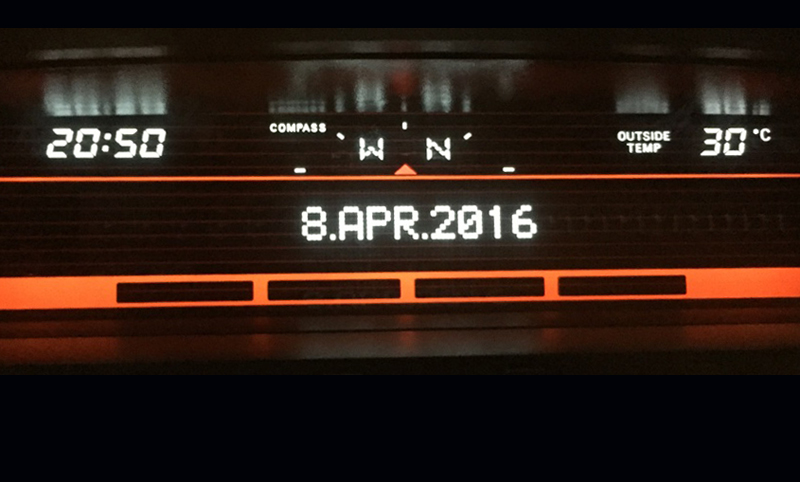 20:50
COMPASS
W N
OUTSIDE
TEMP
30°C
8.APR.2016